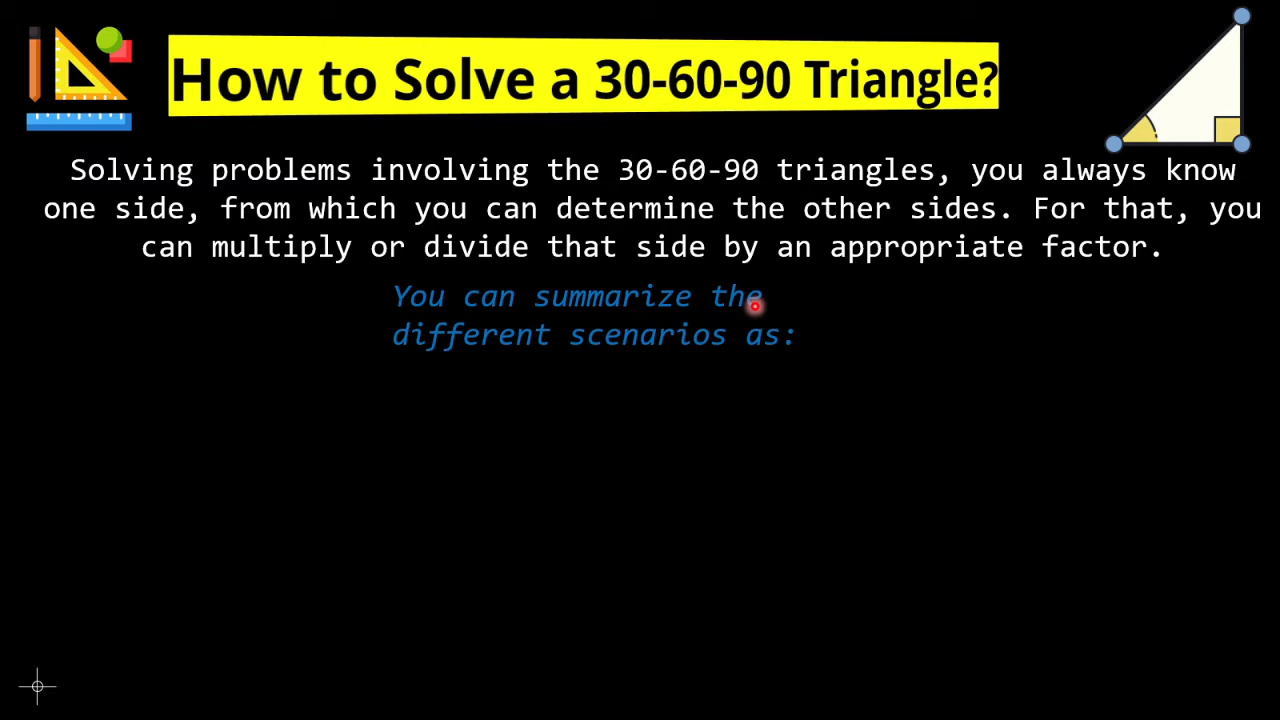 How to Solve a 30-60-90 Triangle?
Solving problems involving the 30-60-90 triangles, you always know
one side, from which you can determine the other sides. For that, you
can multiply or divide that side by an appropriate factor.
You can summarize the
different scenarios as: